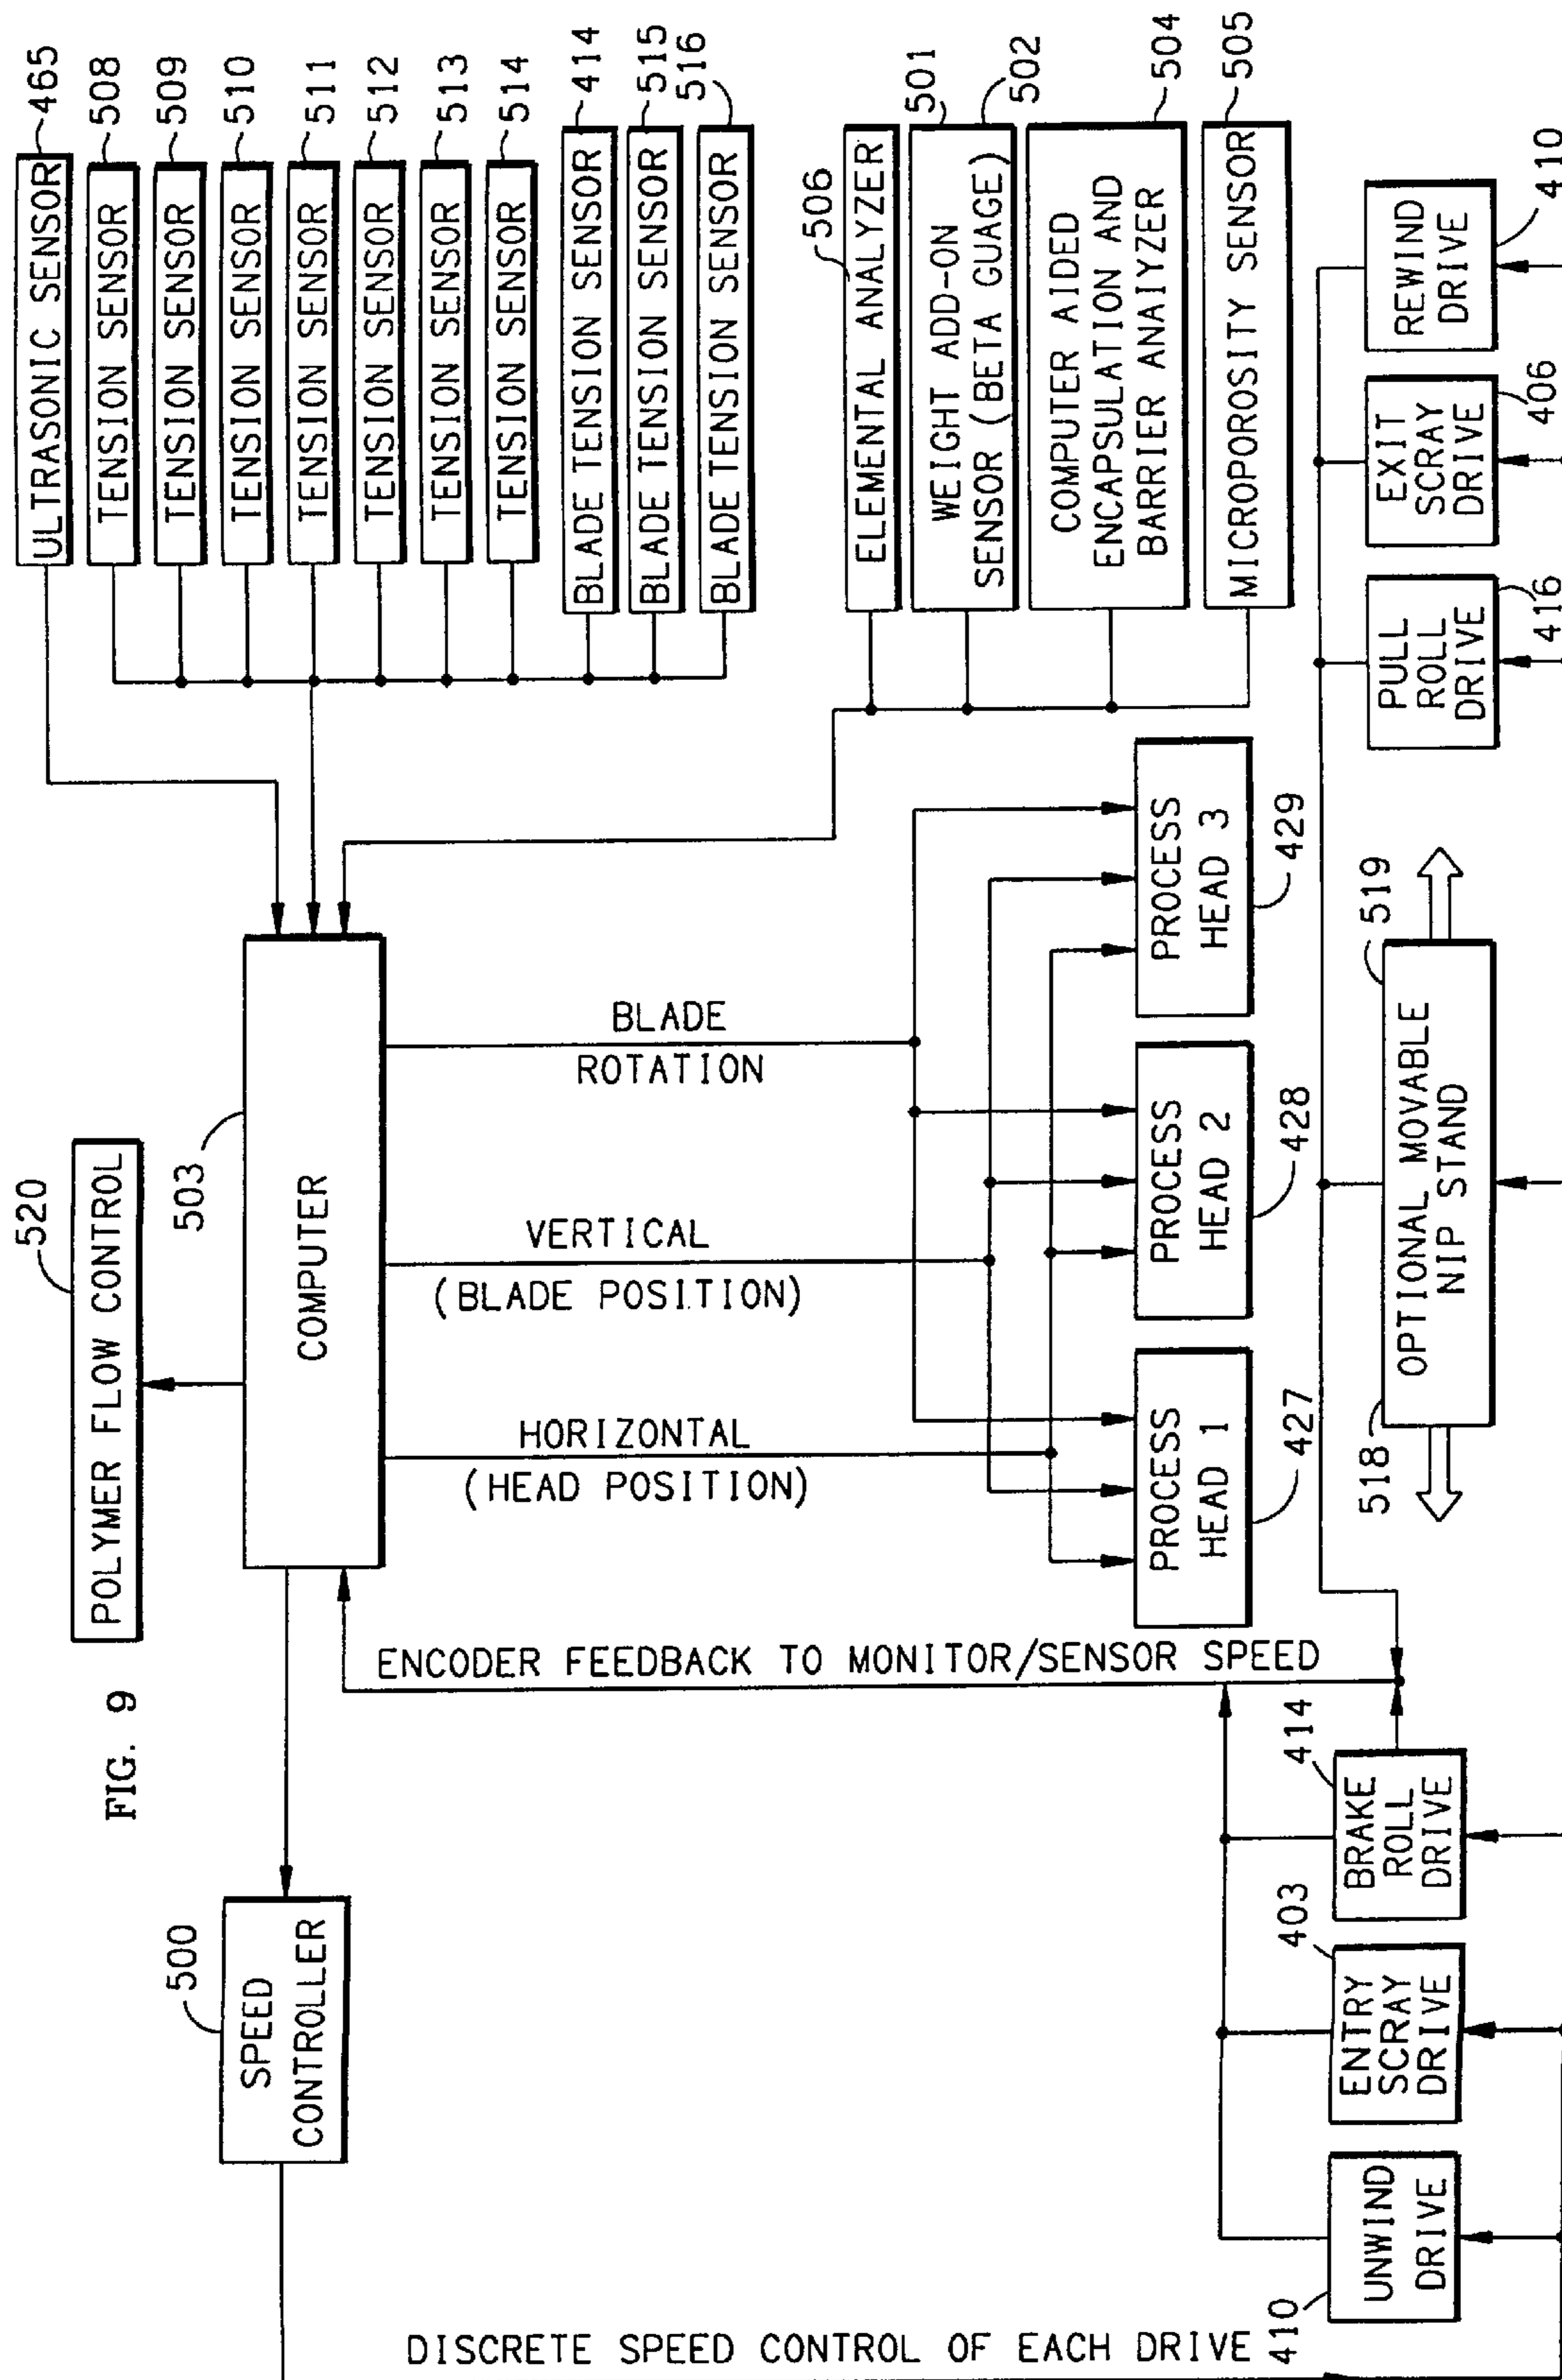 FIG. 9
520
POLYMER FLOW CONTROL
500
SPEED
CONTROLLER
503
COMPUTER
ULTRASONIC SENSOR
465
TENSION SENSOR
508
TENSION SENSOR
509
TENSION SENSOR
510
TENSION SENSOR
511
TENSION SENSOR
512
TENSION SENSOR
513
TENSION SENSOR
514
BLADE TENSION SENSOR
414
BLADE TENSION SENSOR
515
BLADE TENSION SENSOR
516
ELEMENTAL ANALYZER
506
WEIGHT ADD-ON
SENSOR (BETA GUAGE)
501
502
COMPUTER AIDED
ENCAPSULATION AND
BARRIER ANALYZER
504
MICROPOROSITY SENSOR
505
HORIZONTAL
(HEAD POSITION)
VERTICAL
(BLADE POSITION)
BLADE
ROTATION
PROCESS
HEAD 1
427
PROCESS
HEAD 2
428
PROCESS
HEAD 3
429
ENCODER FEEDBACK TO MONITOR/SENSOR SPEED
DISCRETE SPEED CONTROL OF EACH DRIVE
410
UNWIND
DRIVE
403
ENTRY
SCRAY
DRIVE
414
BRAKE
ROLL
DRIVE
518
OPTIONAL MOVABLE
NIP STAND
519
PULL
ROLL
DRIVE
416
EXIT
SCRAY
DRIVE
406
REWIND
DRIVE
410